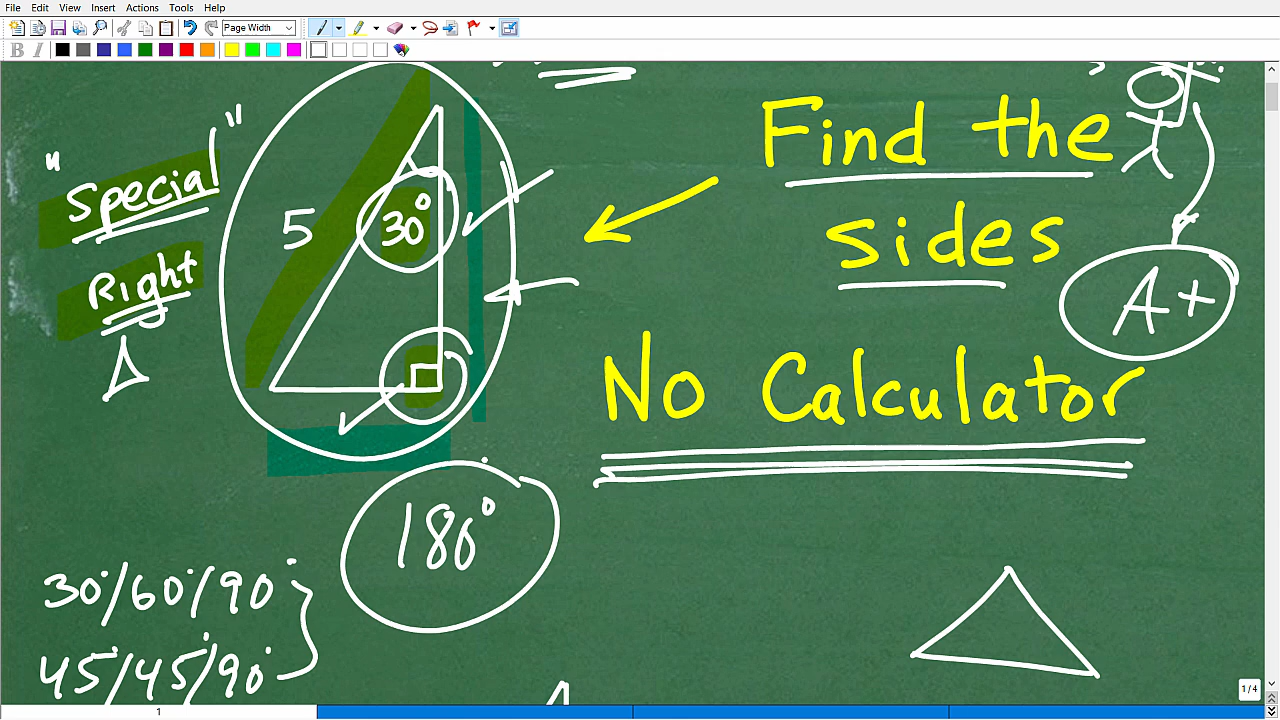 File Edit View Insert Actions Tools Help
Page Width
B I
"Special"
Right
5
30°
Find the
sides
A+
No Calculator
180°
30°/60°/90°
45°/45°/90°
1/4
1